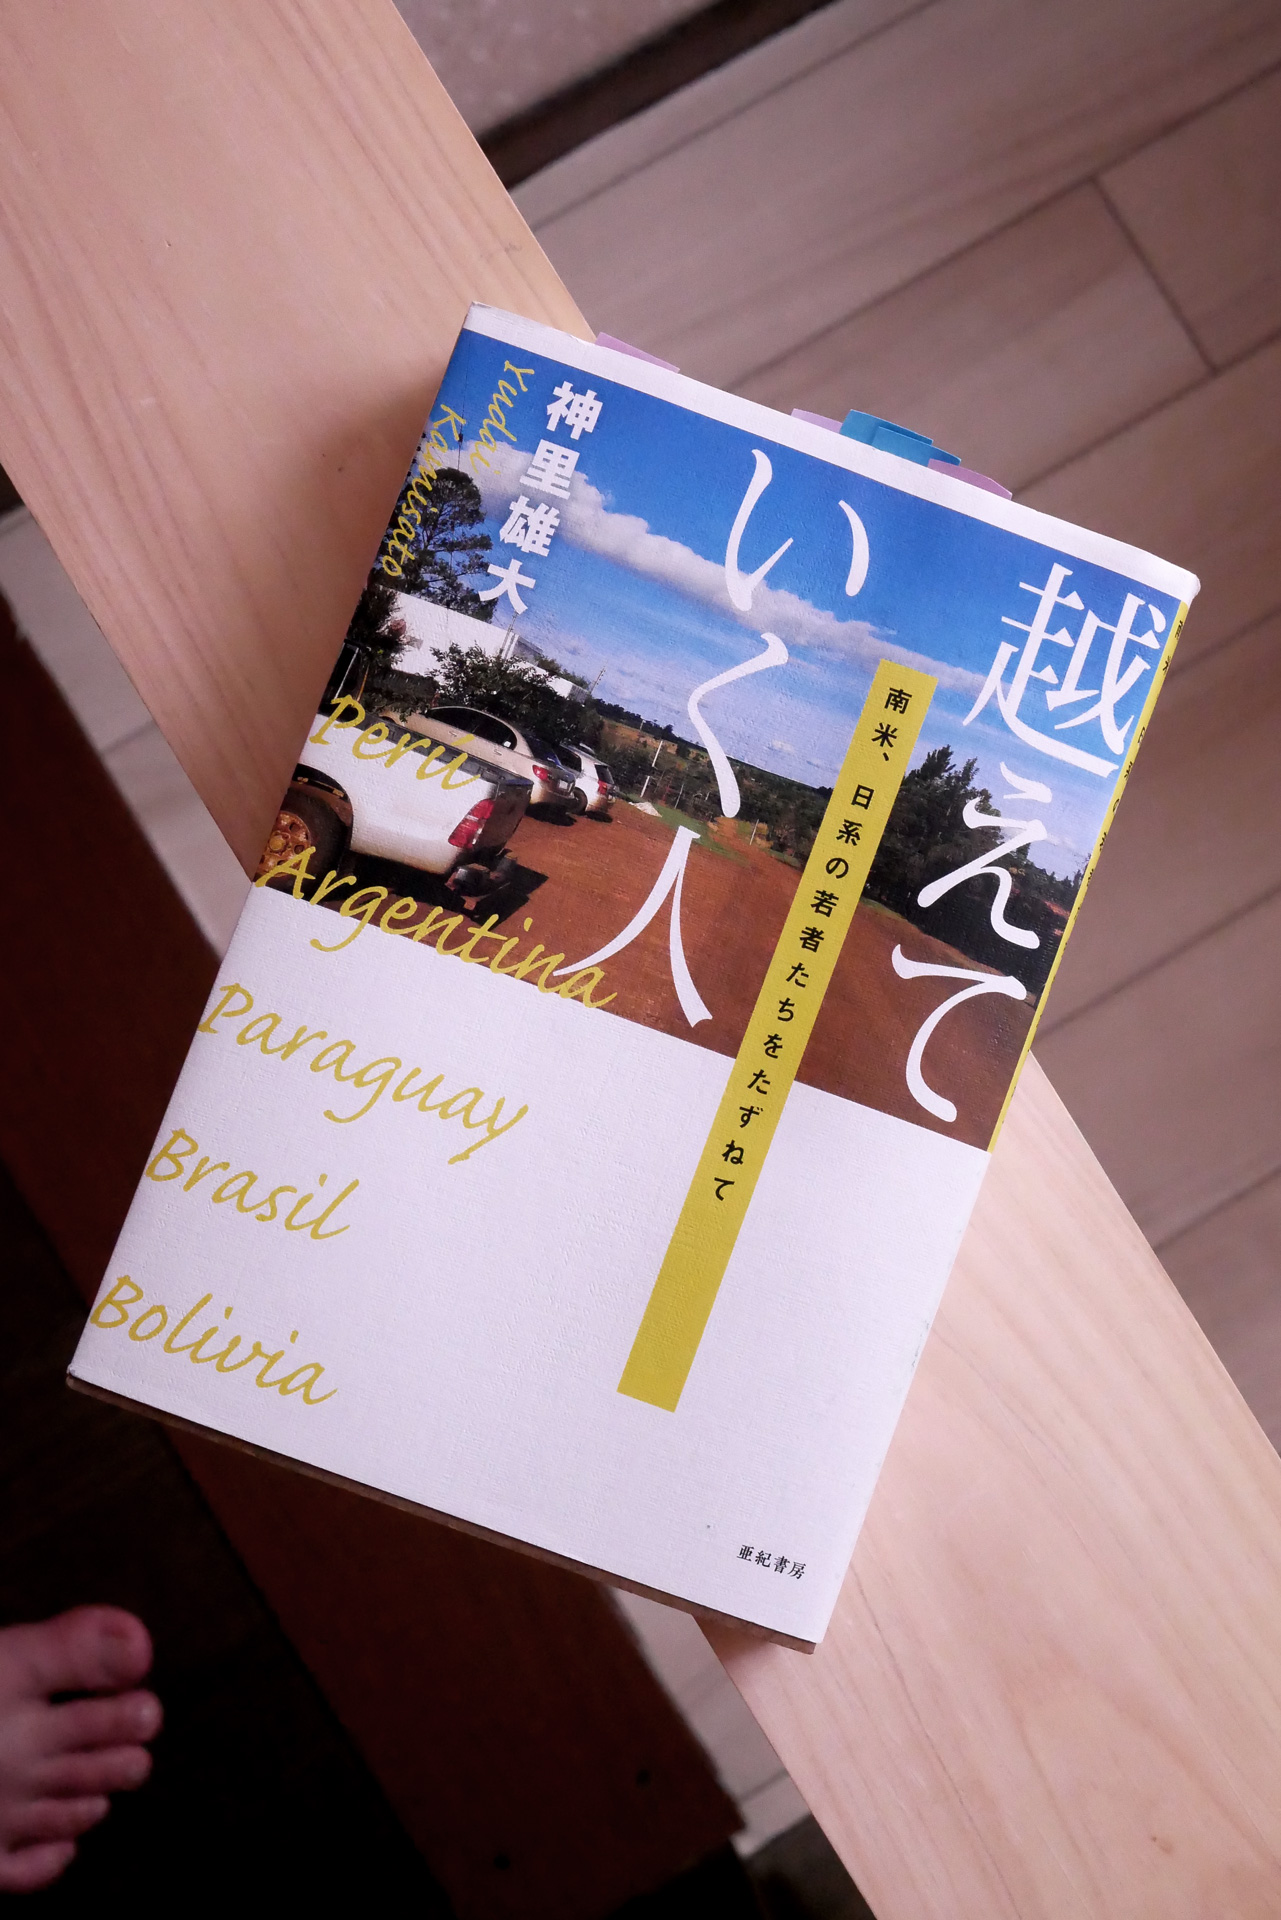 越えて
いく人
南米、日系の若者たちをたずねて
神里雄大
Yudai
Kamisato
Peru
Argentina
Paraguay
Brasil
Bolivia
亜紀書房